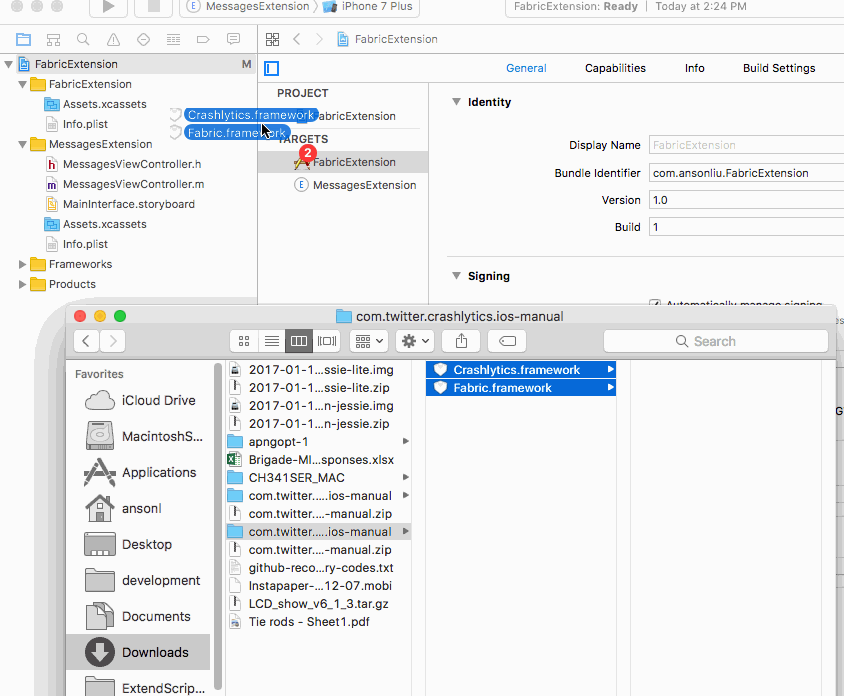 MessagesExtension
iPhone 7 Plus
FabricExtension: Ready
Today at 2:24 PM
FabricExtension
FabricExtension
M
FabricExtension
Assets.xcassets
Info.plist
MessagesExtension
MessagesViewController.h
MessagesViewController.m
MainInterface.storyboard
Assets.xcassets
Info.plist
Frameworks
Products
Crashlytics.framework
Fabric.framework
2
PROJECT
FabricExtension
TARGETS
FabricExtension
E MessagesExtension
General
Capabilities
Info
Build Settings
Identity
Display Name
FabricExtension
Bundle Identifier
com.ansonliu.FabricExtension
Version
1.0
Build
1
Signing
Automatically manage signing
com.twitter.crashlytics.ios-manual
Search
Favorites
iCloud Drive
MacintoshS...
Applications
ansonl
Desktop
development
Documents
Downloads
ExtendScrip...
2017-01-1...ssie-lite.img
2017-01-1...ssie-lite.zip
2017-01-1...n-jessie.img
2017-01-1...n-jessie.zip
apngopt-1
Brigade-MI...sponses.xlsx
CH341SER_MAC
com.twitter....ios-manual
com.twitter....-manual.zip
com.twitter....ios-manual
com.twitter....-manual.zip
github-reco...ry-codes.txt
Instapaper-...12-07.mobi
LCD_show_v6_1_3.tar.gz
Tie rods - Sheet1.pdf
Crashlytics.framework
Fabric.framework